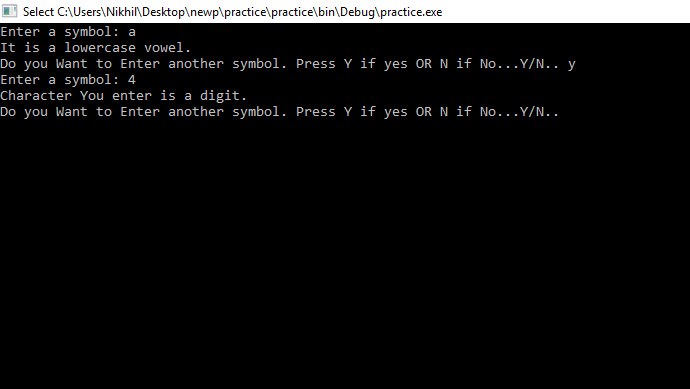 Select C:\Users\Nikhil\Desktop\newp\practice\practice\bin\Debug\practice.exe
Enter a symbol: a
It is a lowercase vowel.
Do you Want to Enter another symbol. Press Y if yes OR N if No...Y/N.. y
Enter a symbol: 4
Character You enter is a digit.
Do you Want to Enter another symbol. Press Y if yes OR N if No...Y/N..